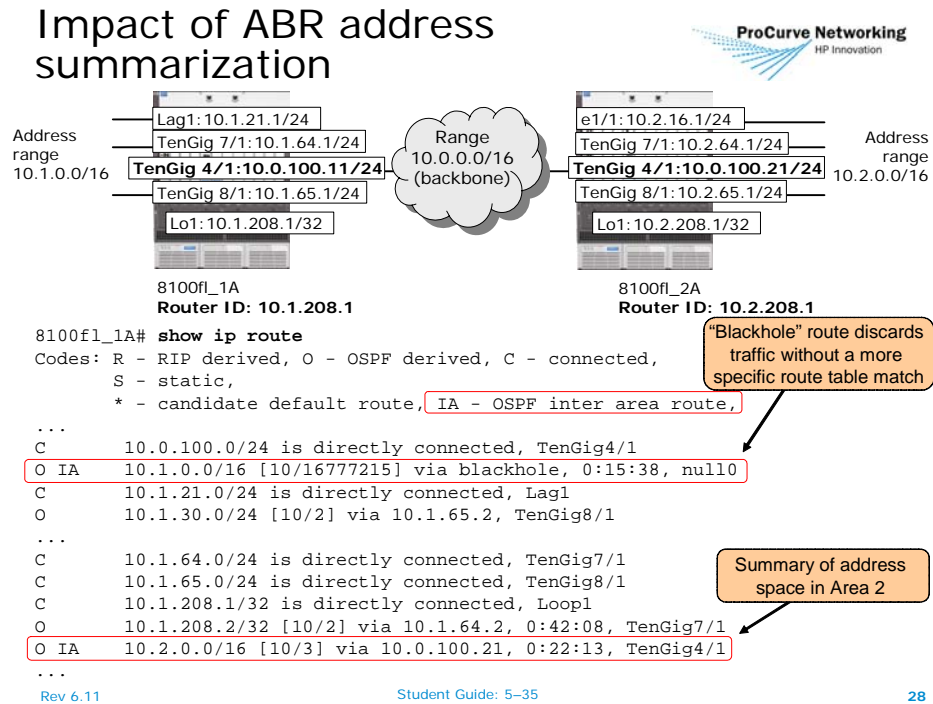 Impact of ABR address
summarization
ProCurve Networking
HP Innovation
Address
range
10.1.0.0/16
Lag1:10.1.21.1/24
TenGig 7/1:10.1.64.1/24
TenGig 4/1:10.0.100.11/24
TenGig 8/1:10.1.65.1/24
Lo1:10.1.208.1/32
Range
10.0.0.0/16
(backbone)
e1/1:10.2.16.1/24
TenGig 7/1:10.2.64.1/24
TenGig 4/1:10.0.100.21/24
TenGig 8/1:10.2.65.1/24
Lo1:10.2.208.1/32
Address
range
10.2.0.0/16
8100fl_1A
Router ID: 10.1.208.1
8100fl_2A
Router ID: 10.2.208.1
8100fl_1A# show ip route
Codes: R - RIP derived, O - OSPF derived, C - connected,
S - static,
* - candidate default route, IA - OSPF inter area route,
...
"Blackhole" route discards
traffic without a more
specific route table match
C 10.0.100.0/24 is directly connected, TenGig4/1
O IA 10.1.0.0/16 [10/16777215] via blackhole, 0:15:38, null0
C 10.1.21.0/24 is directly connected, Lag1
O 10.1.30.0/24 [10/2] via 10.1.65.2, TenGig8/1
...
C 10.1.64.0/24 is directly connected, TenGig7/1
C 10.1.65.0/24 is directly connected, TenGig8/1
C 10.1.208.1/32 is directly connected, Loop1
O 10.1.208.2/32 [10/2] via 10.1.64.2, 0:42:08, TenGig7/1
O IA 10.2.0.0/16 [10/3] via 10.0.100.21, 0:22:13, TenGig4/1
...
Summary of address
space in Area 2
Rev 6.11
Student Guide: 5–35
28